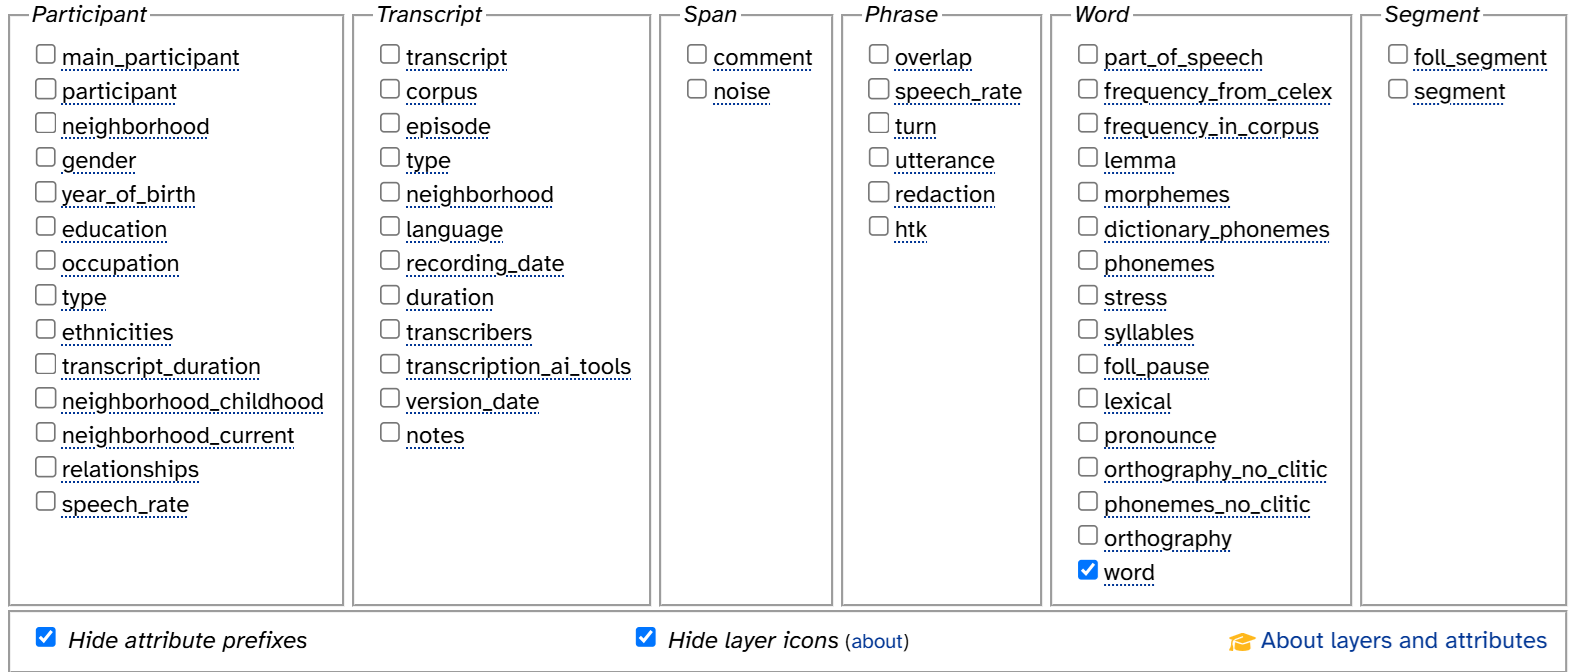 Participant
main_participant
participant
neighborhood
gender
year_of_birth
education
occupation
type
ethnicities
transcript_duration
neighborhood_childhood
neighborhood_current
relationships
speech_rate
Transcript
transcript
corpus
episode
type
neighborhood
language
recording_date
duration
transcribers
transcription_ai_tools
version_date
notes
Span
comment
noise
Phrase
overlap
speech_rate
turn
utterance
redaction
htk
Word
part_of_speech
frequency_from_celex
frequency_in_corpus
lemma
morphemes
dictionary_phonemes
phonemes
stress
syllables
foll_pause
lexical
pronounce
orthography_no_clitic
phonemes_no_clitic
orthography
word
Segment
foll_segment
segment
Hide attribute prefixes
Hide layer icons (about)
About layers and attributes